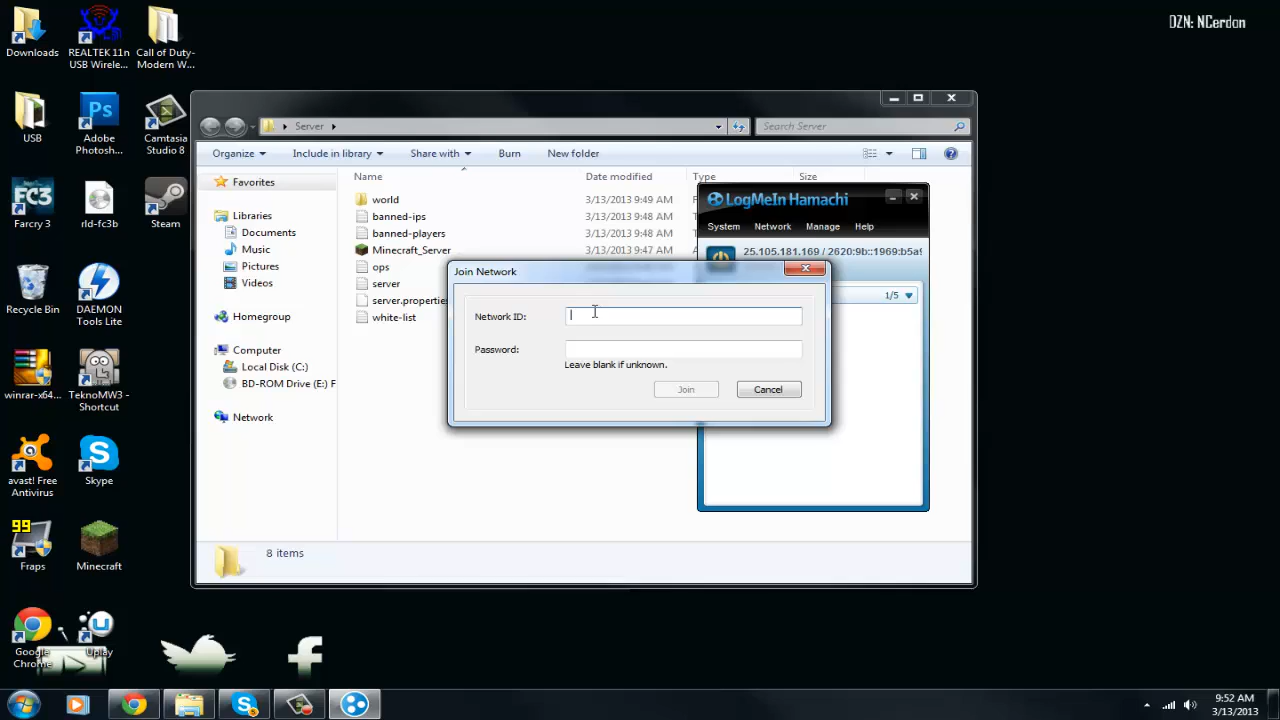 DZN: NCerdon
Downloads
REALTEK 11n
USB Wirele...
Call of Duty-
Modern W...
USB
Adobe
Photosh...
Camtasia
Studio 8
Farcry 3
rld-fc3b
Steam
Recycle Bin
DAEMON
Tools Lite
winrar-x64...
TeknoMW3 -
Shortcut
avast! Free
Antivirus
Skype
99
Fraps
Minecraft
Google
Chrome
Uplay
Server
Search Server
Organize
Include in library
Share with
Burn
New folder
Name
Date modified
Type
Size
Favorites
Libraries
Documents
Music
Pictures
Videos
Homegroup
Computer
Local Disk (C:)
BD-ROM Drive (E:) F
Network
world
3/13/2013 9:49 AM
banned-ips
3/13/2013 9:48 AM
banned-players
3/13/2013 9:48 AM
Minecraft_Server
3/13/2013 9:47 AM
ops
server
server.properties
white-list
8 items
LogMeIn Hamachi
System
Network
Manage
Help
25.105.181.169 / 2620:9b::1969:b5a9
1/5
Join Network
Network ID:
Password:
Leave blank if unknown.
Join
Cancel
9:52 AM
3/13/2013